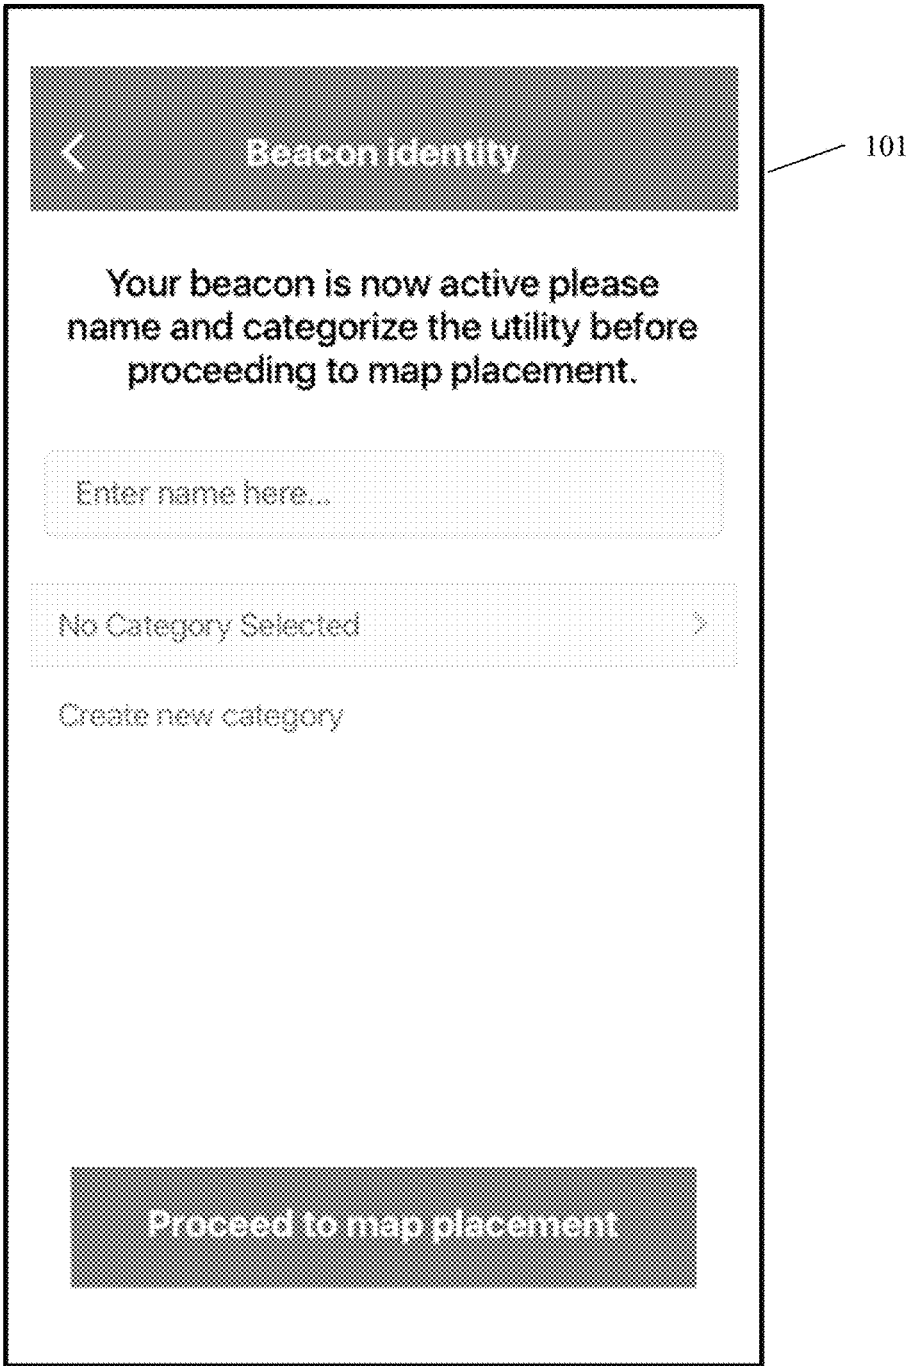 Beacon identity
101
Your beacon is now active please
name and categorize the utility before
proceeding to map placement.
Enter name here...
No Category Selected
Create new category
Proceed to map placement